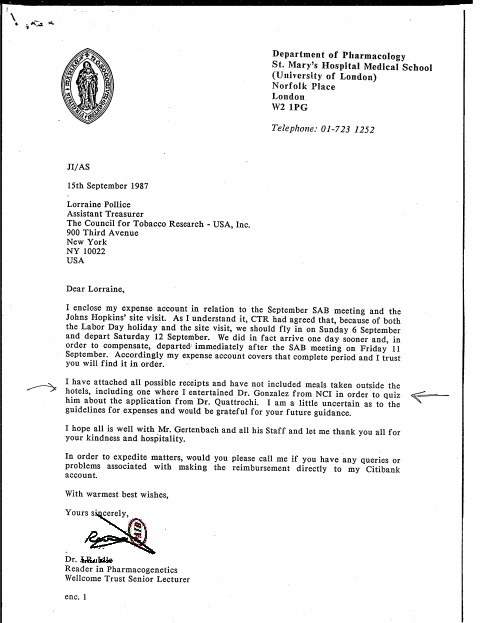 Department of Pharmacology
St. Mary's Hospital Medical School
(University of London)
Norfolk Place
London
W2 1PG
Telephone: 01-723 1252
JI/AS
15th September 1987
Lorraine Pollice
Assistant Treasurer
The Council for Tobacco Research - USA, Inc.
900 Third Avenue
New York
NY 10022
USA
Dear Lorraine,
I enclose my expense account in relation to the September SAB meeting and the
Johns Hopkins' site visit. As I understand it, CTR had agreed that, because of both
the Labor Day holiday and the site visit, we should fly in on Sunday 6 September
and depart Saturday 12 September. We did in fact arrive one day sooner and, in
order to compensate, departed immediately after the SAB meeting on Friday 11
September. Accordingly my expense account covers that complete period and I trust
you will find it in order.
I have attached all possible receipts and have not included meals taken outside the
hotels, including one where I entertained Dr. Gonzalez from NCI in order to quiz
him about the application from Dr. Quattrochi. I am a little uncertain as to the
guidelines for expenses and would be grateful for your future guidance.
I hope all is well with Mr. Gertenbach and all his Staff and let me thank you all for
your kindness and hospitality.
In order to expedite matters, would you please call me if you have any queries or
problems associated with making the reimbursement directly to my Citibank
account.
With warmest best wishes,
Yours sincerely,
PAID
Dr.
Reader in Pharmacogenetics
Wellcome Trust Senior Lecturer
enc. 1